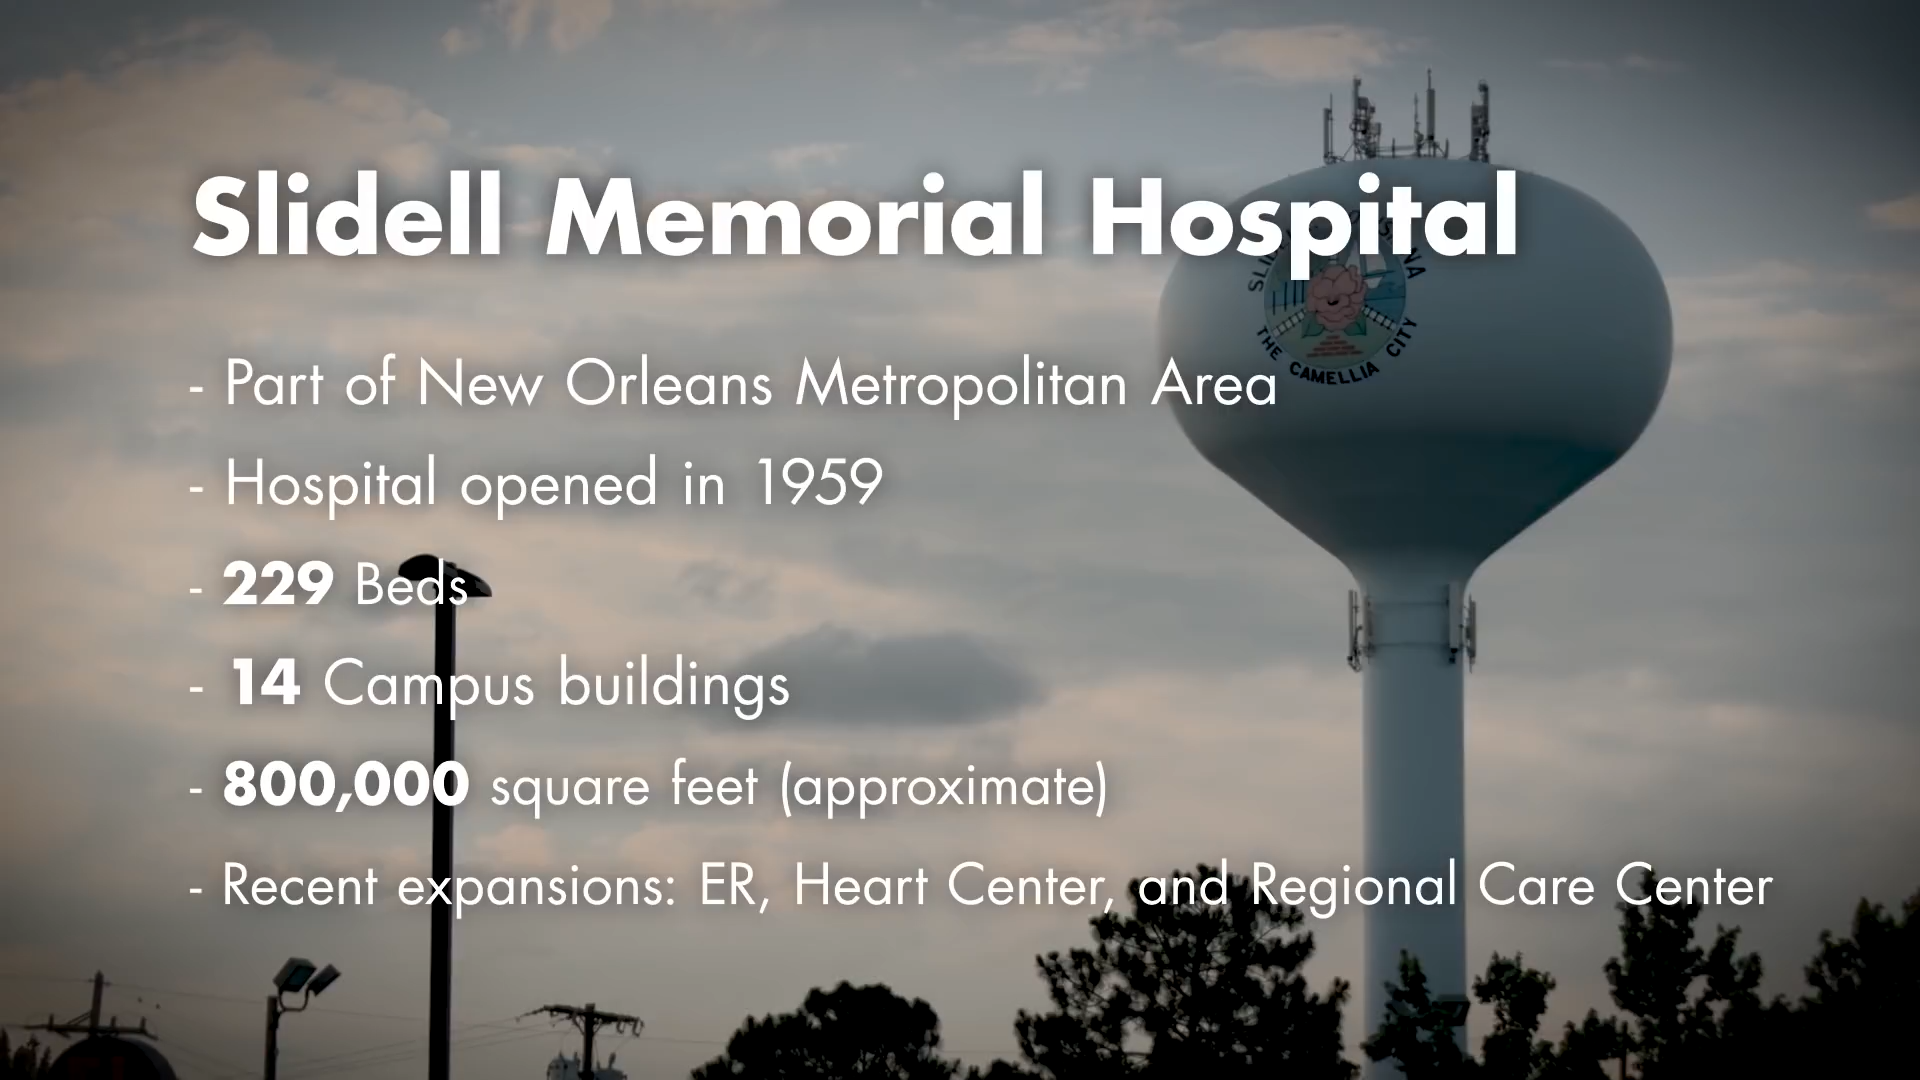 Slidell Memorial Hospital
- Part of New Orleans Metropolitan Area
- Hospital opened in 1959
- 229 Beds
- 14 Campus buildings
- 800,000 square feet (approximate)
- Recent expansions: ER, Heart Center, and Regional Care Center
THE CAMELLIA CITY